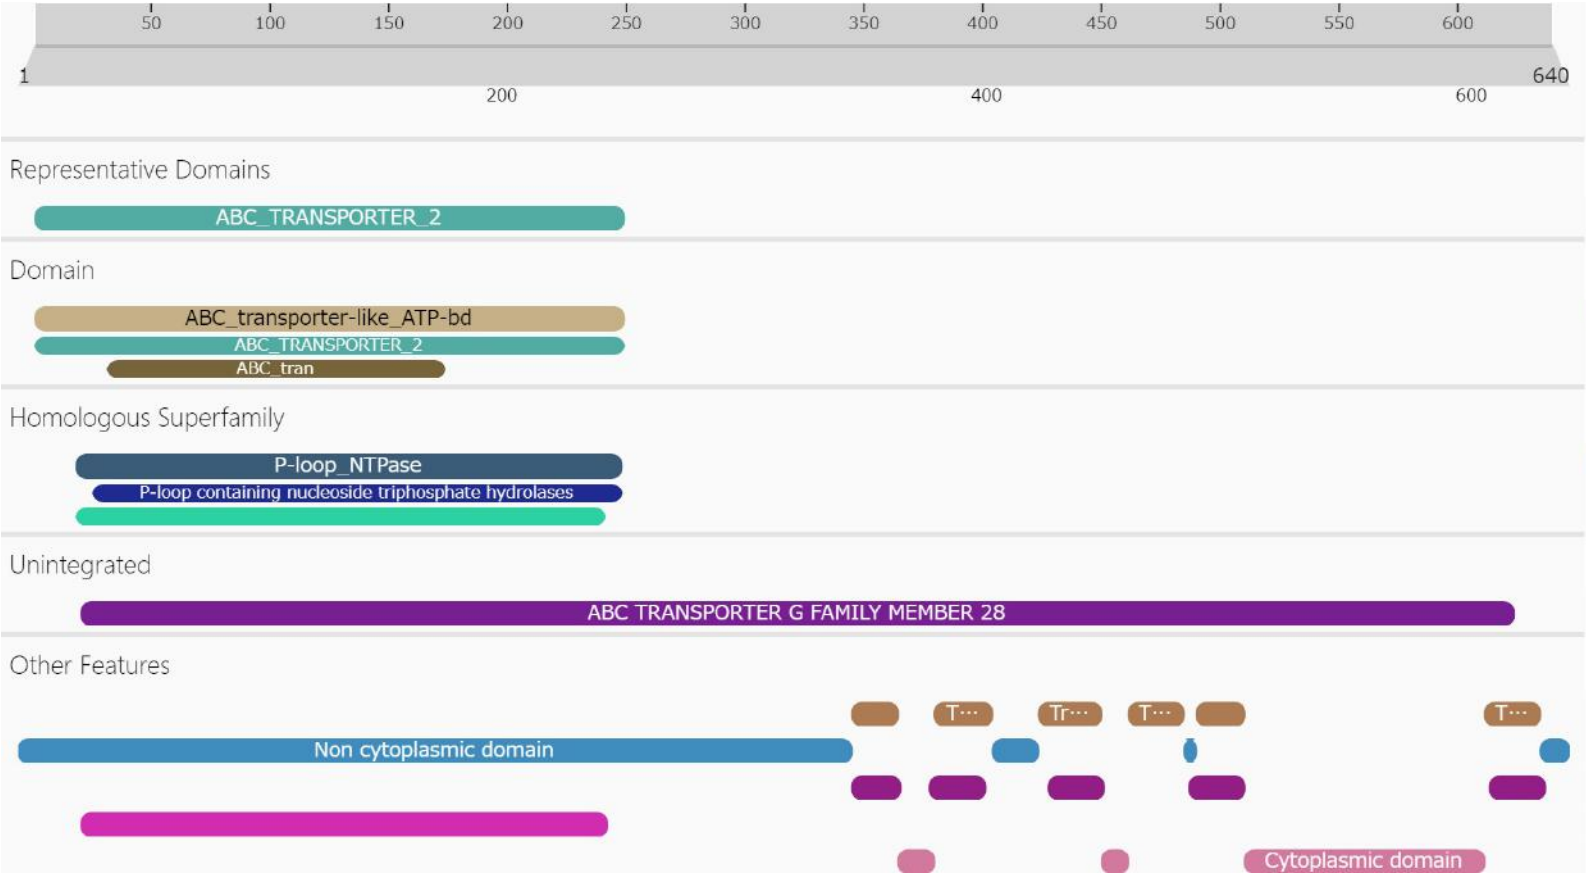 50 100 150 200 250 300 350 400 450 500 550 600
1 640
200 400 600
Representative Domains
ABC_TRANSPORTER_2
Domain
ABC_transporter-like_ATP-bd
ABC_TRANSPORTER_2
ABC_tran
Homologous Superfamily
P-loop_NTPase
P-loop containing nucleoside triphosphate hydrolases
Unintegrated
ABC TRANSPORTER G FAMILY MEMBER 28
Other Features
T··· Tr··· T··· T···
Non cytoplasmic domain
Cytoplasmic domain